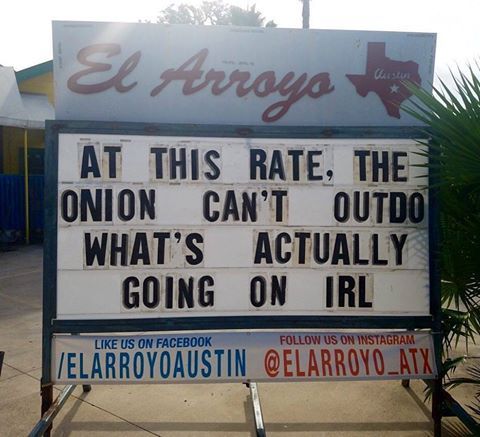 El Arroyo
Austin
AT THIS RATE, THE
ONION CAN'T OUTDO
WHAT'S ACTUALLY
GOING ON IRL
LIKE US ON FACEBOOK
/ELARROYOAUSTIN
FOLLOW US ON INSTAGRAM
@ELARROYO_ATX